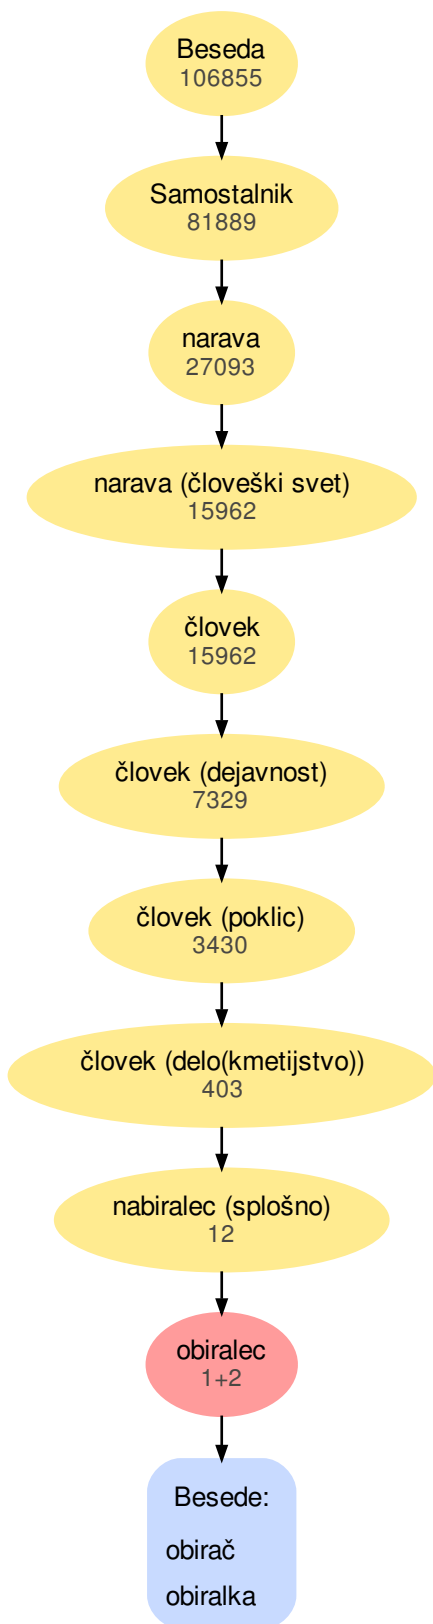 Beseda
106855
Samostalnik
81889
narava
27093
narava (človeški svet)
15962
človek
15962
človek (dejavnost)
7329
človek (poklic)
3430
človek (delo(kmetijstvo))
403
nabiralec (splošno)
12
obiralec
1+2
Besede:
obirač
obiralka